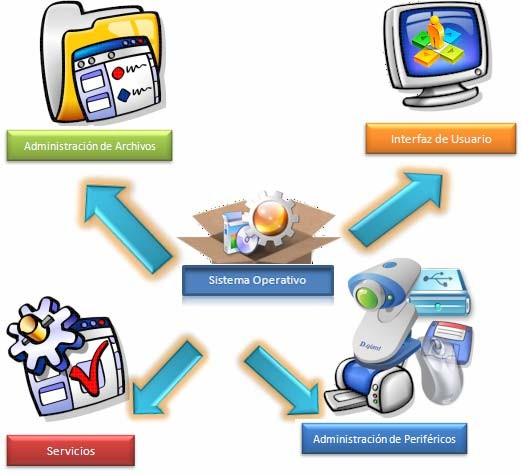 Administración de Archivos
Interfaz de Usuario
Sistema Operativo
Servicios
Administración de Periféricos